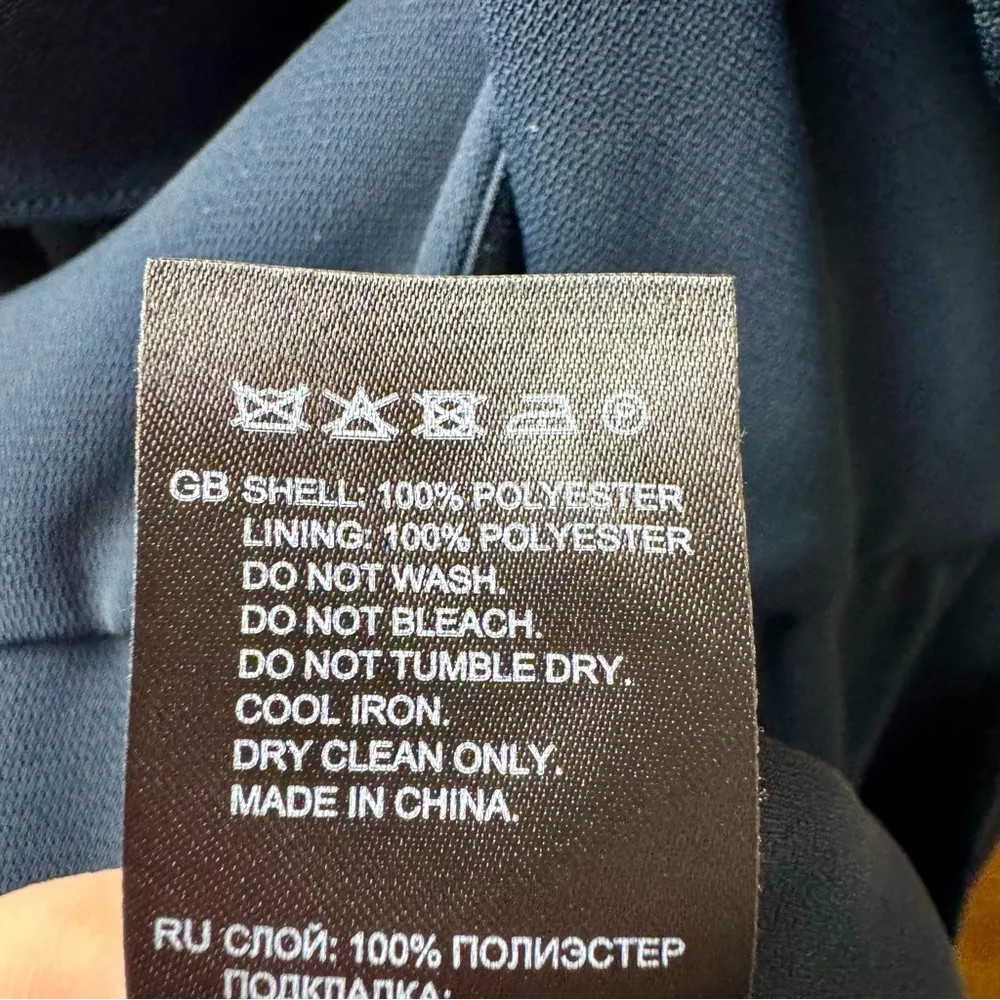 P
GB SHELL: 100% POLYESTER
LINING: 100% POLYESTER
DO NOT WASH.
DO NOT BLEACH.
DO NOT TUMBLE DRY.
COOL IRON.
DRY CLEAN ONLY.
MADE IN CHINA.
RU СЛОЙ: 100% ПОЛИЭСТЕР
ПОДКЛАДКА: